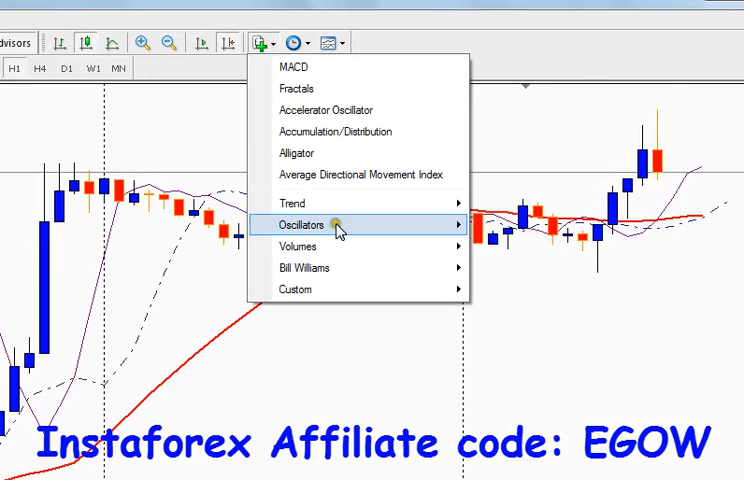 dvisors
H1 H4 D1 W1 MN
MACD
Fractals
Accelerator Oscillator
Accumulation/Distribution
Alligator
Average Directional Movement Index
Trend
Oscillators
Volumes
Bill Williams
Custom
Instaforex Affiliate code: EGOW